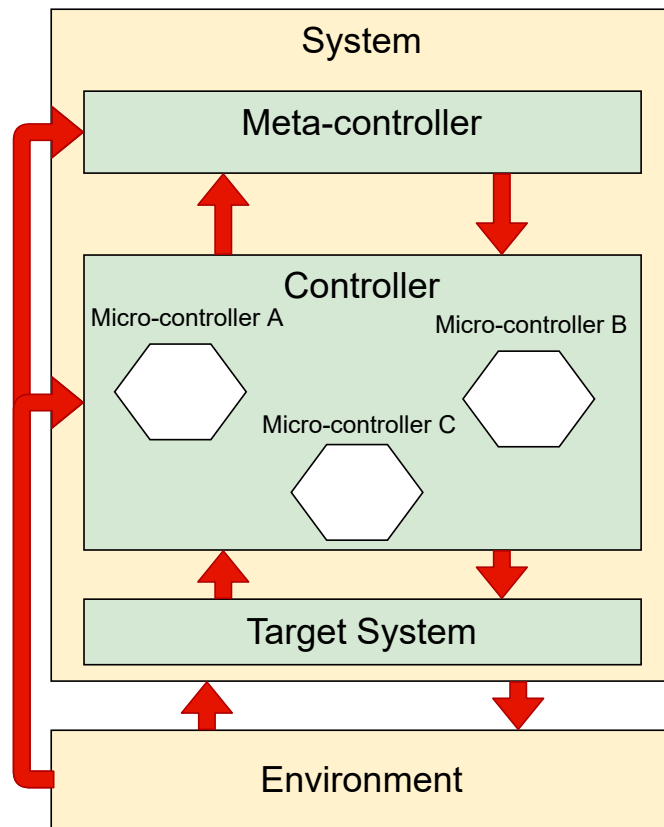 System
Meta-controller
Controller
Micro-controller A
Micro-controller B
Micro-controller C
Target System
Environment